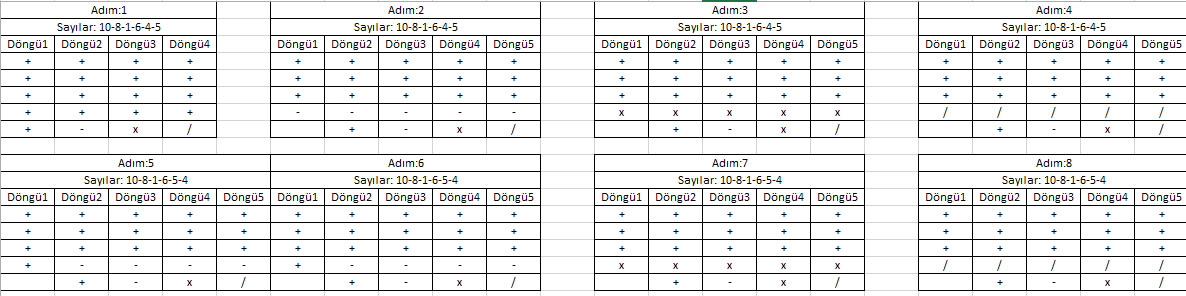 Adım:1 Adım:2 Adım:3 Adım:4
Sayılar: 10-8-1-6-4-5 Sayılar: 10-8-1-6-4-5 Sayılar: 10-8-1-6-4-5 Sayılar: 10-8-1-6-4-5
Döngü1 Döngü2 Döngü3 Döngü4 Döngü1 Döngü2 Döngü3 Döngü4 Döngü5 Döngü1 Döngü2 Döngü3 Döngü4 Döngü5 Döngü1 Döngü2 Döngü3 Döngü4 Döngü5
+ + + + + + + + + + + + + + + + + + +
+ + + + + + + + + + + + + + + + + + +
+ + + + + + + + + + + + + + + + + + +
+ + + + - - - - - x x x x x / / / / /
+ - x / + - x / + - x / + - x /
Adım:5 Adım:6 Adım:7 Adım:8
Sayılar: 10-8-1-6-5-4 Sayılar: 10-8-1-6-5-4 Sayılar: 10-8-1-6-5-4 Sayılar: 10-8-1-6-5-4
Döngü1 Döngü2 Döngü3 Döngü4 Döngü5 Döngü1 Döngü2 Döngü3 Döngü4 Döngü5 Döngü1 Döngü2 Döngü3 Döngü4 Döngü5 Döngü1 Döngü2 Döngü3 Döngü4 Döngü5
+ + + + + + + + + + + + + + + + + + + +
+ + + + + + + + + + + + + + + + + + + +
+ + + + + + + + + + + + + + + + + + + +
+ - - - - + - - - - x x x x x / / / / /
+ - x / + - x / + - x / + - x /